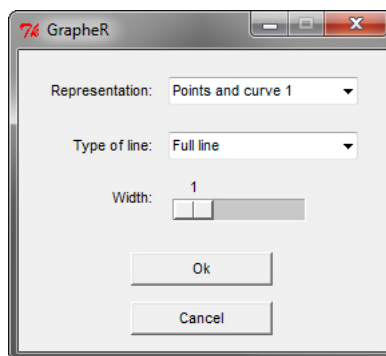 GrapheR
Representation: Points and curve 1
Type of line: Full line
1
Width:
Ok
Cancel